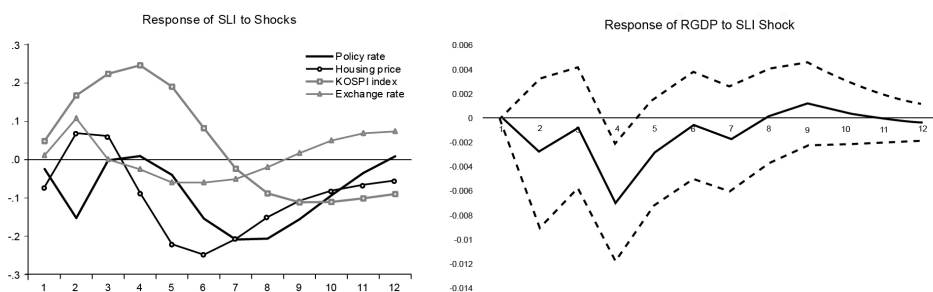 Response of SLI to Shocks
.3
.2
.1
.0
-.1
-.2
-.3
Policy rate
Housing price
KOSPI index
Exchange rate
1 2 3 4 5 6 7 8 9 10 11 12
Response of RGDP to SLI Shock
0.006
0.004
0.002
0
-0.002
-0.004
-0.006
-0.008
-0.01
-0.012
-0.014
1 2 3 4 5 6 7 8 9 10 11 12